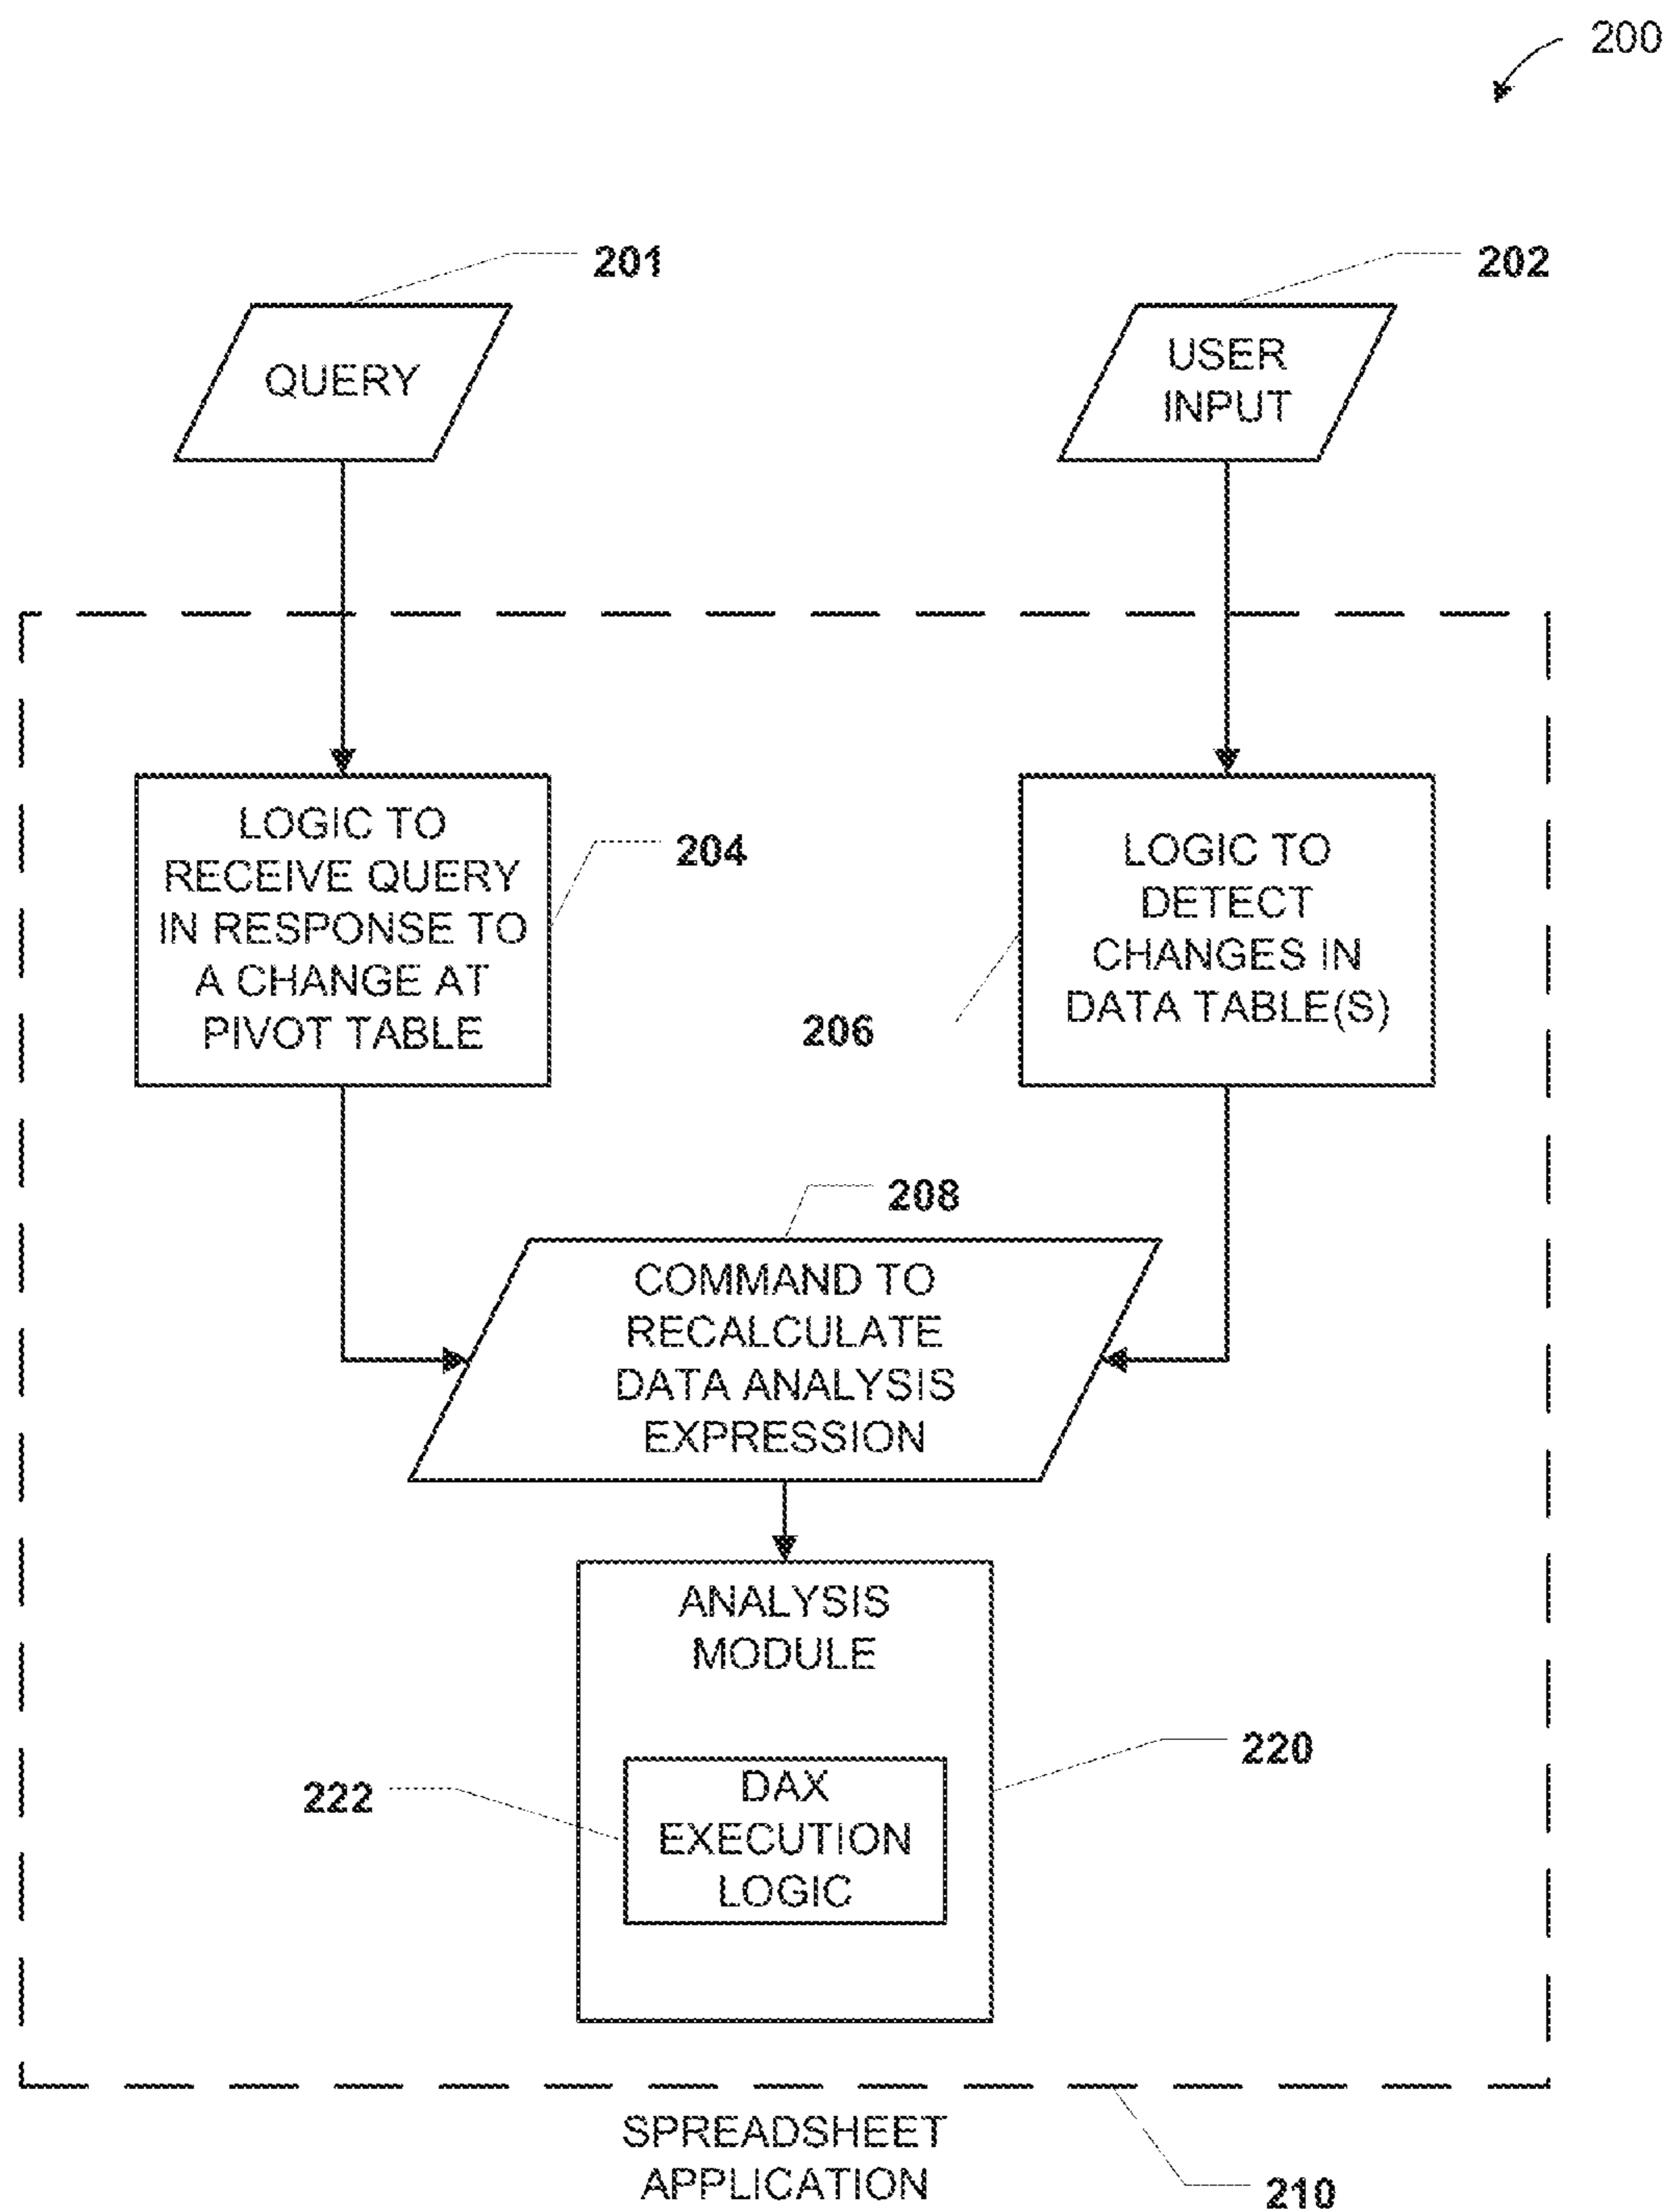 200
201
202
QUERY
USER
INPUT
LOGIC TO
RECEIVE QUERY
IN RESPONSE TO
A CHANGE AT
PIVOT TABLE
204
LOGIC TO
DETECT
CHANGES IN
DATA TABLE(S)
206
208
COMMAND TO
RECALCULATE
DATA ANALYSIS
EXPRESSION
ANALYSIS
MODULE
220
222
DAX
EXECUTION
LOGIC
SPREADSHEET
APPLICATION
210